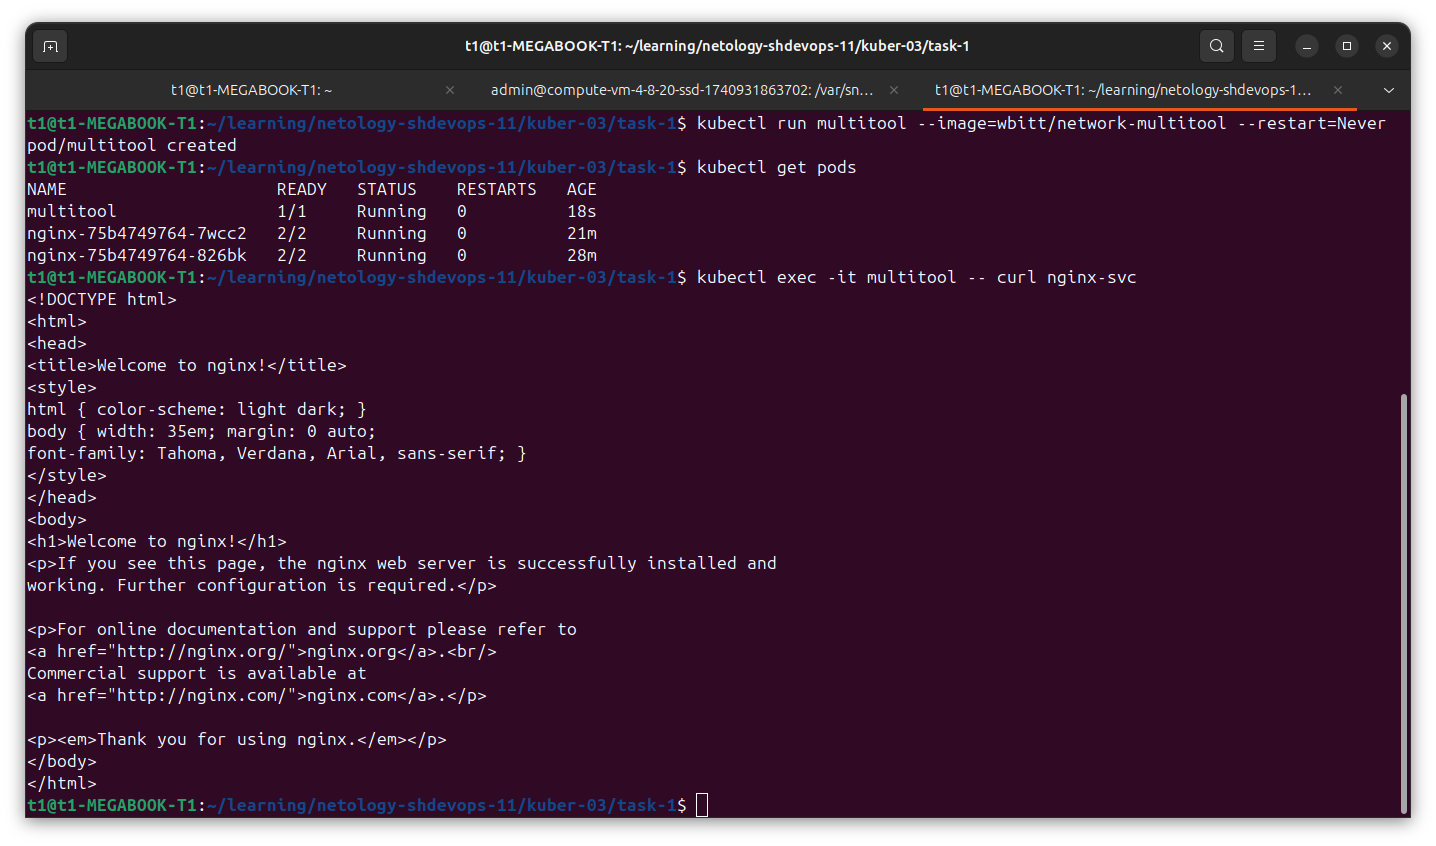 t1@t1-MEGABOOK-T1: ~/learning/netology-shdevops-11/kuber-03/task-1
t1@t1-MEGABOOK-T1: ~
admin@compute-vm-4-8-20-ssd-1740931863702: /var/sn...
t1@t1-MEGABOOK-T1: ~/learning/netology-shdevops-1...
t1@t1-MEGABOOK-T1:~/learning/netology-shdevops-11/kuber-03/task-1$ kubectl run multitool --image=wbitt/network-multitool --restart=Never
pod/multitool created
t1@t1-MEGABOOK-T1:~/learning/netology-shdevops-11/kuber-03/task-1$ kubectl get pods
NAME                     READY   STATUS    RESTARTS   AGE
multitool                1/1     Running   0          18s
nginx-75b4749764-7wcc2   2/2     Running   0          21m
nginx-75b4749764-826bk   2/2     Running   0          28m
t1@t1-MEGABOOK-T1:~/learning/netology-shdevops-11/kuber-03/task-1$ kubectl exec -it multitool -- curl nginx-svc
<!DOCTYPE html>
<html>
<head>
<title>Welcome to nginx!</title>
<style>
html { color-scheme: light dark; }
body { width: 35em; margin: 0 auto;
font-family: Tahoma, Verdana, Arial, sans-serif; }
</style>
</head>
<body>
<h1>Welcome to nginx!</h1>
<p>If you see this page, the nginx web server is successfully installed and
working. Further configuration is required.</p>

<p>For online documentation and support please refer to
<a href="http://nginx.org/">nginx.org</a>.<br/>
Commercial support is available at
<a href="http://nginx.com/">nginx.com</a>.</p>

<p><em>Thank you for using nginx.</em></p>
</body>
</html>
t1@t1-MEGABOOK-T1:~/learning/netology-shdevops-11/kuber-03/task-1$